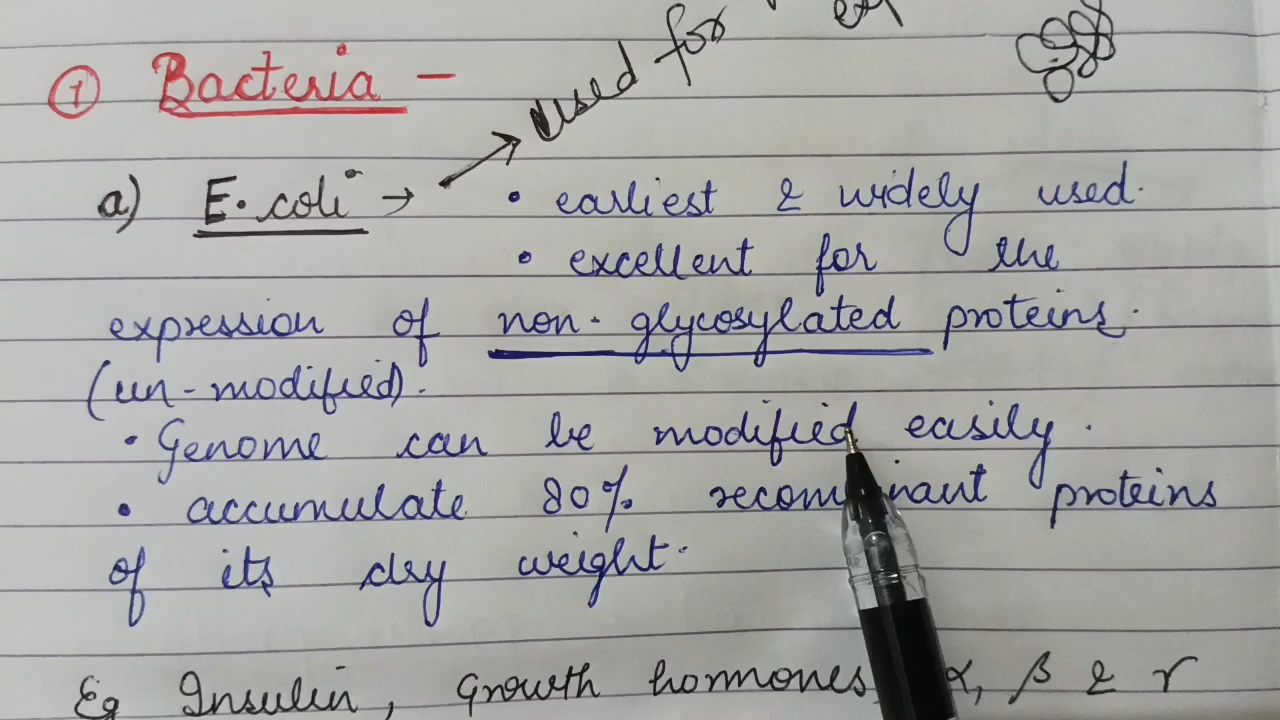 ① Bacteria -
Used for
a) E. coli → • earliest & widely used.
• excellent for the
expression of non-glycosylated proteins.
(un-modified).
• Genome can be modified easily.
• accumulate 80% proteins
of its dry weight.
Eg Insulin, Growth hormones, α, β & γ